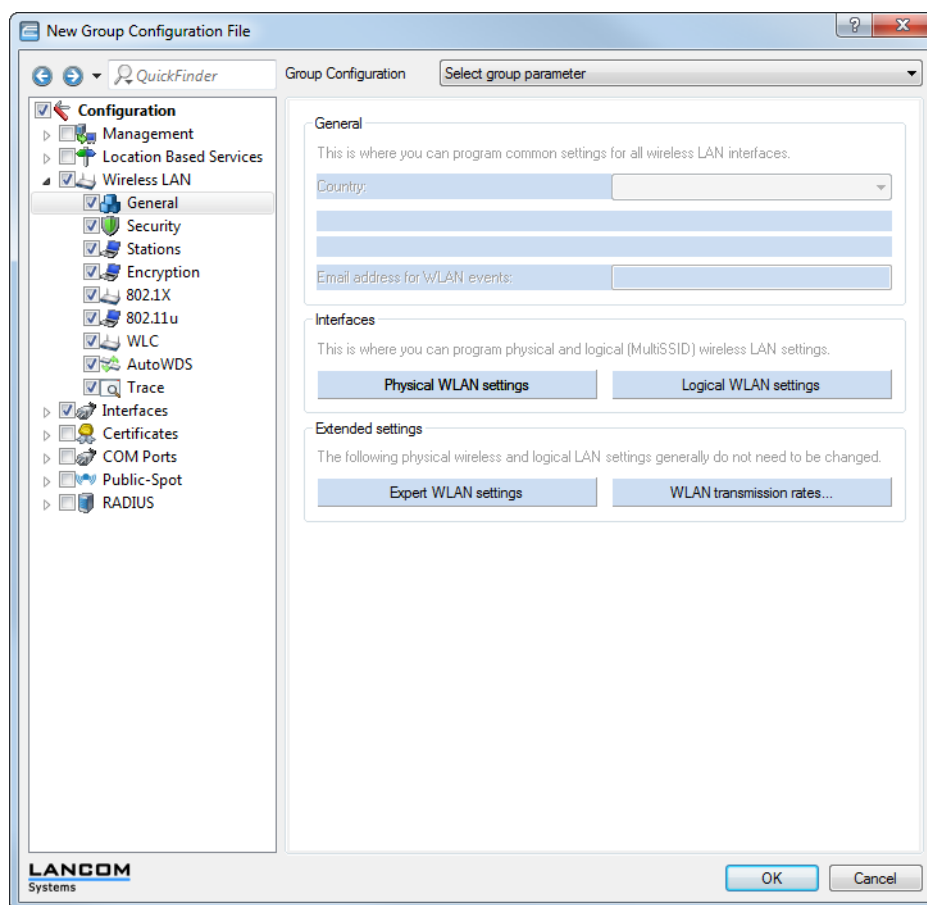 New Group Configuration File
QuickFinder
Group Configuration
Select group parameter
Configuration
Management
Location Based Services
Wireless LAN
General
Security
Stations
Encryption
802.1X
802.11u
WLC
AutoWDS
Trace
Interfaces
Certificates
COM Ports
Public-Spot
RADIUS
General
This is where you can program common settings for all wireless LAN interfaces.
Country:
Email address for WLAN events:
Interfaces
This is where you can program physical and logical (MultiSSID) wireless LAN settings.
Physical WLAN settings
Logical WLAN settings
Extended settings
The following physical wireless and logical LAN settings generally do not need to be changed.
Expert WLAN settings
WLAN transmission rates...
LANCOM
Systems
OK
Cancel